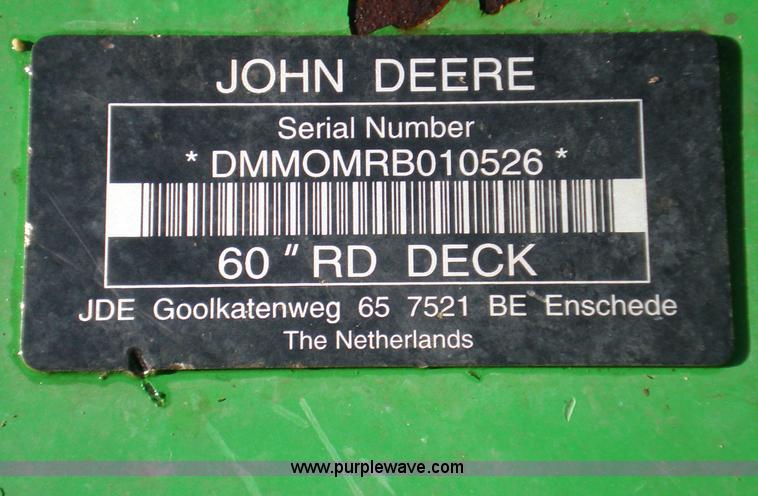 JOHN DEERE
Serial Number
* DMMOMRB010526 *
60 " RD DECK
JDE Goolkatenweg 65 7521 BE Enschede
The Netherlands
www.purplewave.com